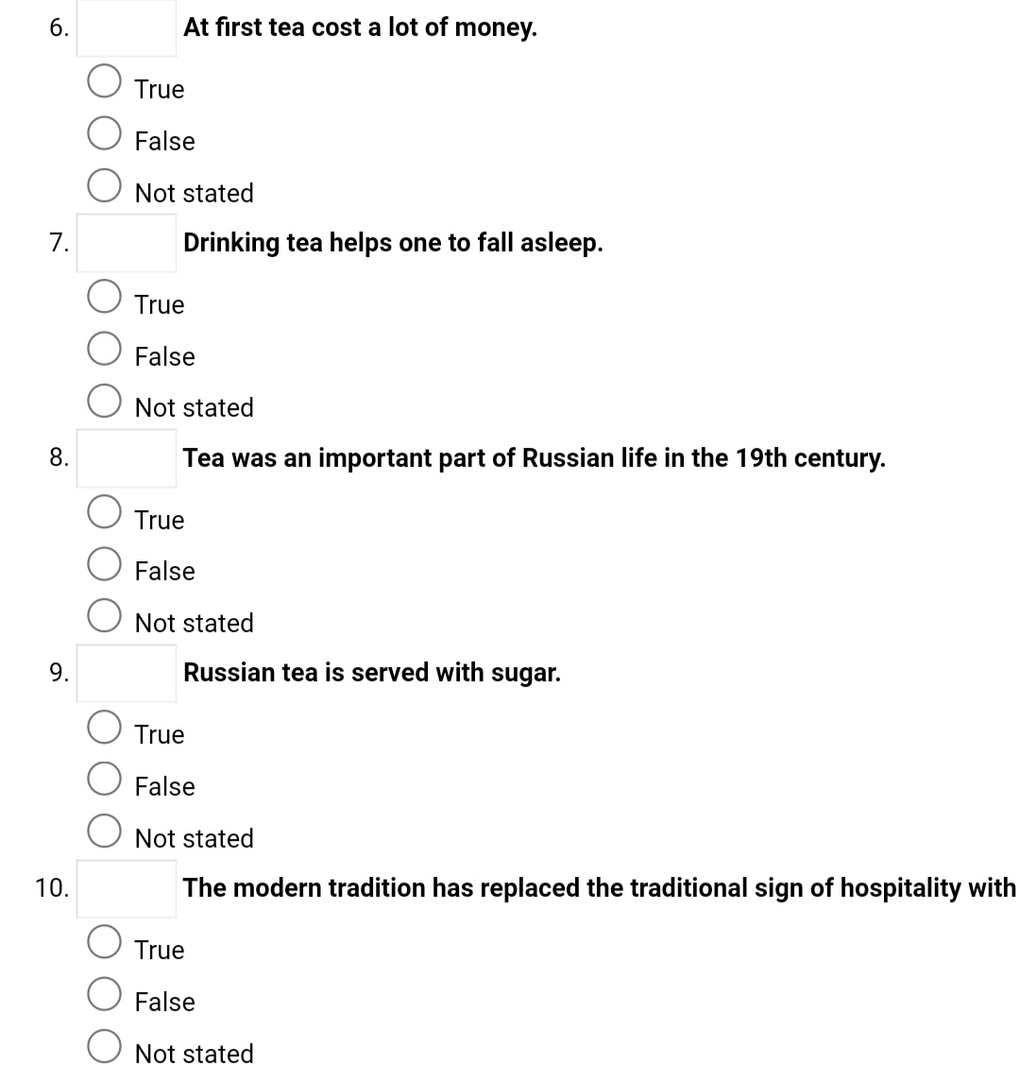 6. At first tea cost a lot of money.
True
False
Not stated
7. Drinking tea helps one to fall asleep.
True
False
Not stated
8. Tea was an important part of Russian life in the 19th century.
True
False
Not stated
9. Russian tea is served with sugar.
True
False
Not stated
10. The modern tradition has replaced the traditional sign of hospitality with
True
False
Not stated